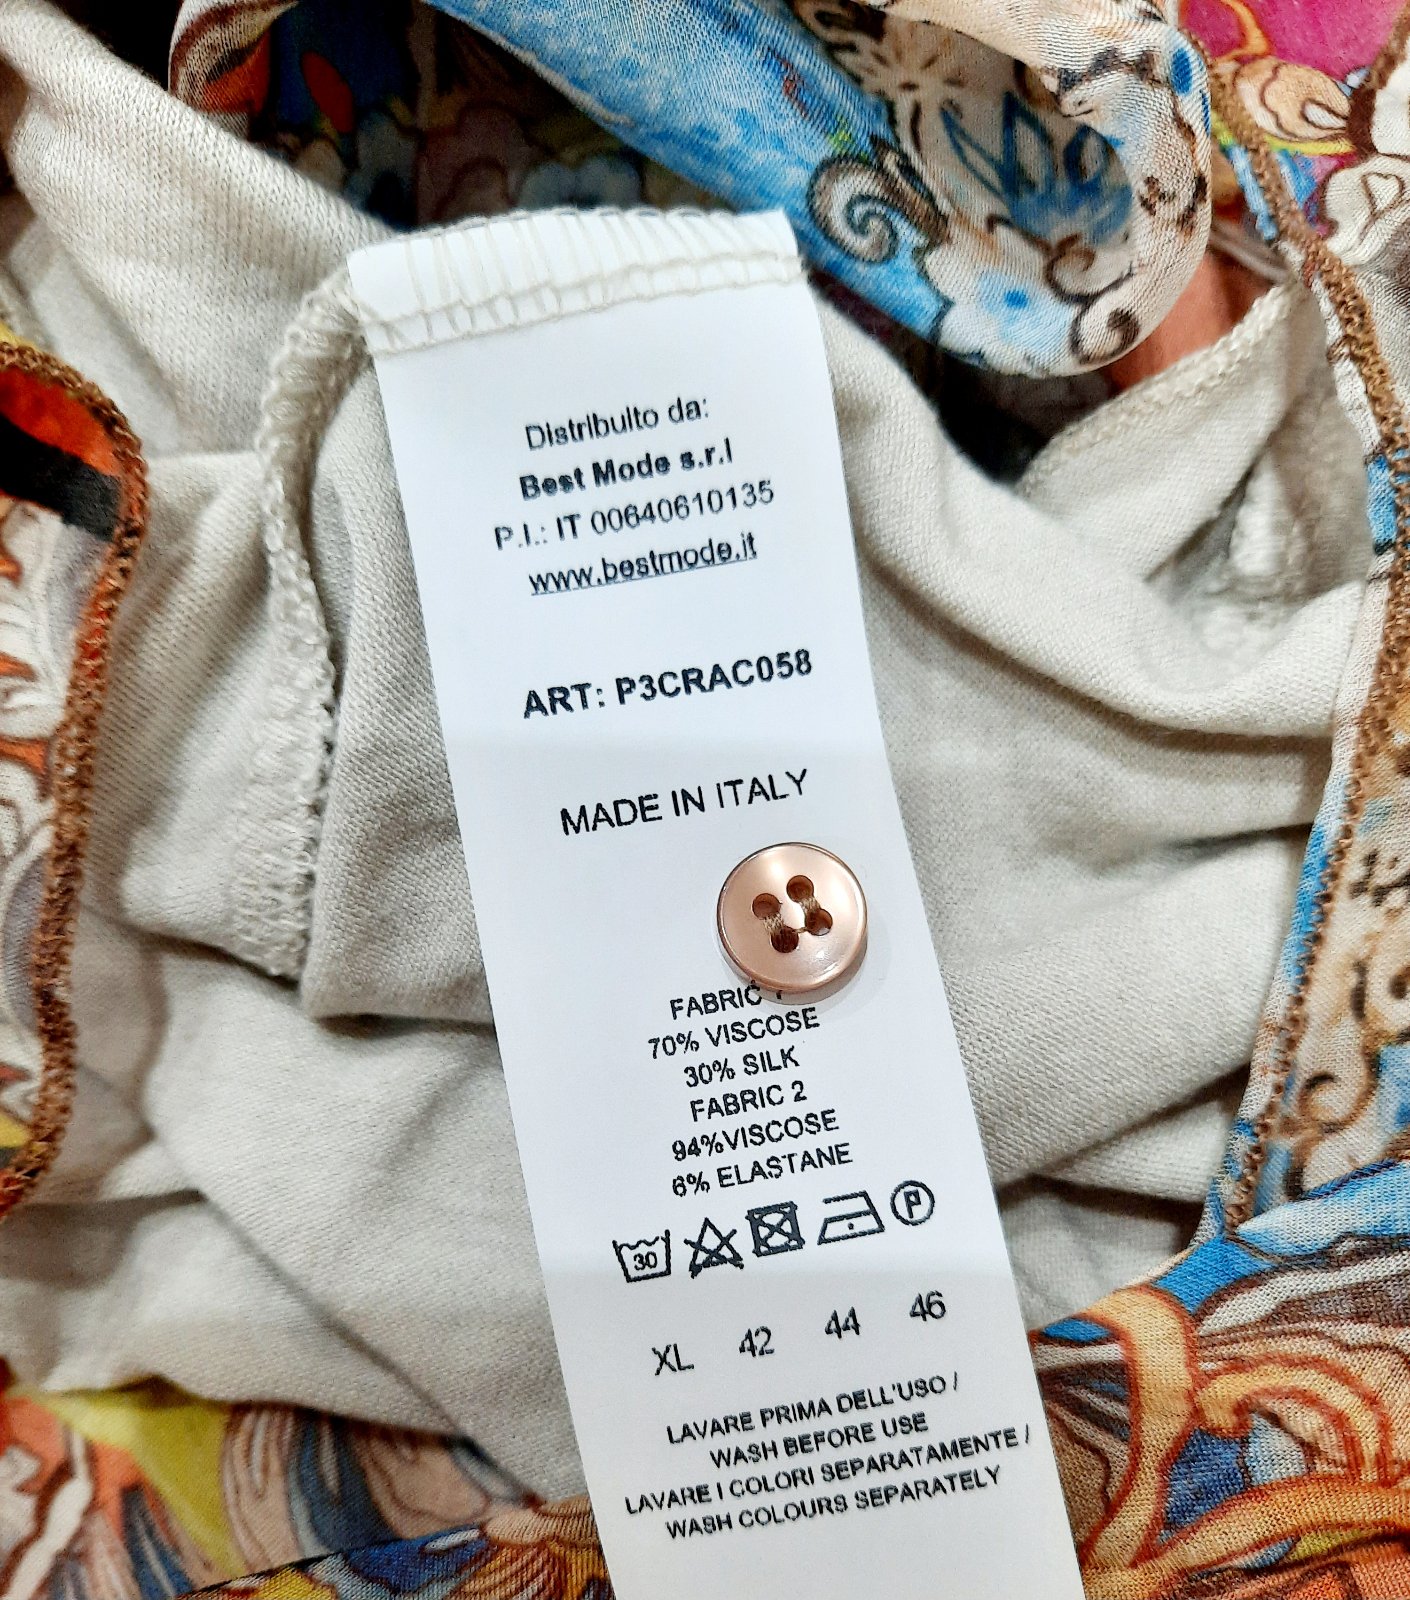 Distribuito da:
Best Mode s.r.l
P.I.: IT 00640610135
www.bestmode.it
ART: P3CRAC058
MADE IN ITALY
FABRIC 1
70% VISCOSE
30% SILK
FABRIC 2
94%VISCOSE
6% ELASTANE
30 P
XL 42 44 46
LAVARE PRIMA DELL'USO /
WASH BEFORE USE
LAVARE I COLORI SEPARATAMENTE /
WASH COLOURS SEPARATELY